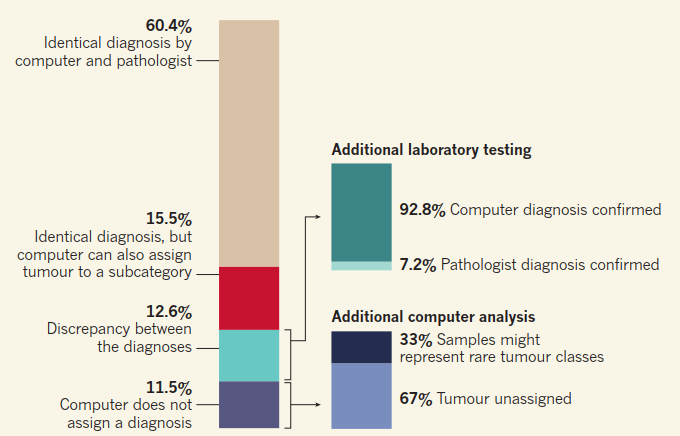 60.4%
Identical diagnosis by
computer and pathologist
15.5%
Identical diagnosis, but
computer can also assign
tumour to a subcategory
12.6%
Discrepancy between
the diagnoses
11.5%
Computer does not
assign a diagnosis
Additional laboratory testing
92.8% Computer diagnosis confirmed
7.2% Pathologist diagnosis confirmed
Additional computer analysis
33% Samples might
represent rare tumour classes
67% Tumour unassigned